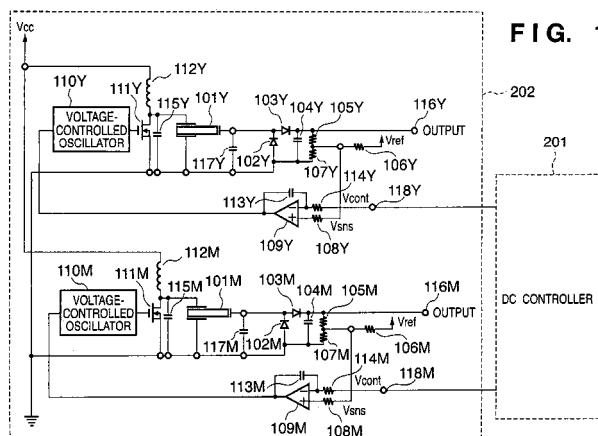 FIG. 1
Vcc
202
112Y
110Y
111Y
115Y
101Y
103Y
104Y
105Y
116Y
VOLTAGE-
CONTROLLED
OSCILLATOR
OUTPUT
Vref
117Y
102Y
107Y
106Y
201
113Y
114Y
118Y
Vcont
109Y
Vsns
108Y
112M
110M
111M
115M
101M
103M
104M
105M
116M
VOLTAGE-
CONTROLLED
OSCILLATOR
OUTPUT
Vref
DC CONTROLLER
117M
102M
107M
106M
113M
114M
118M
Vcont
109M
Vsns
108M